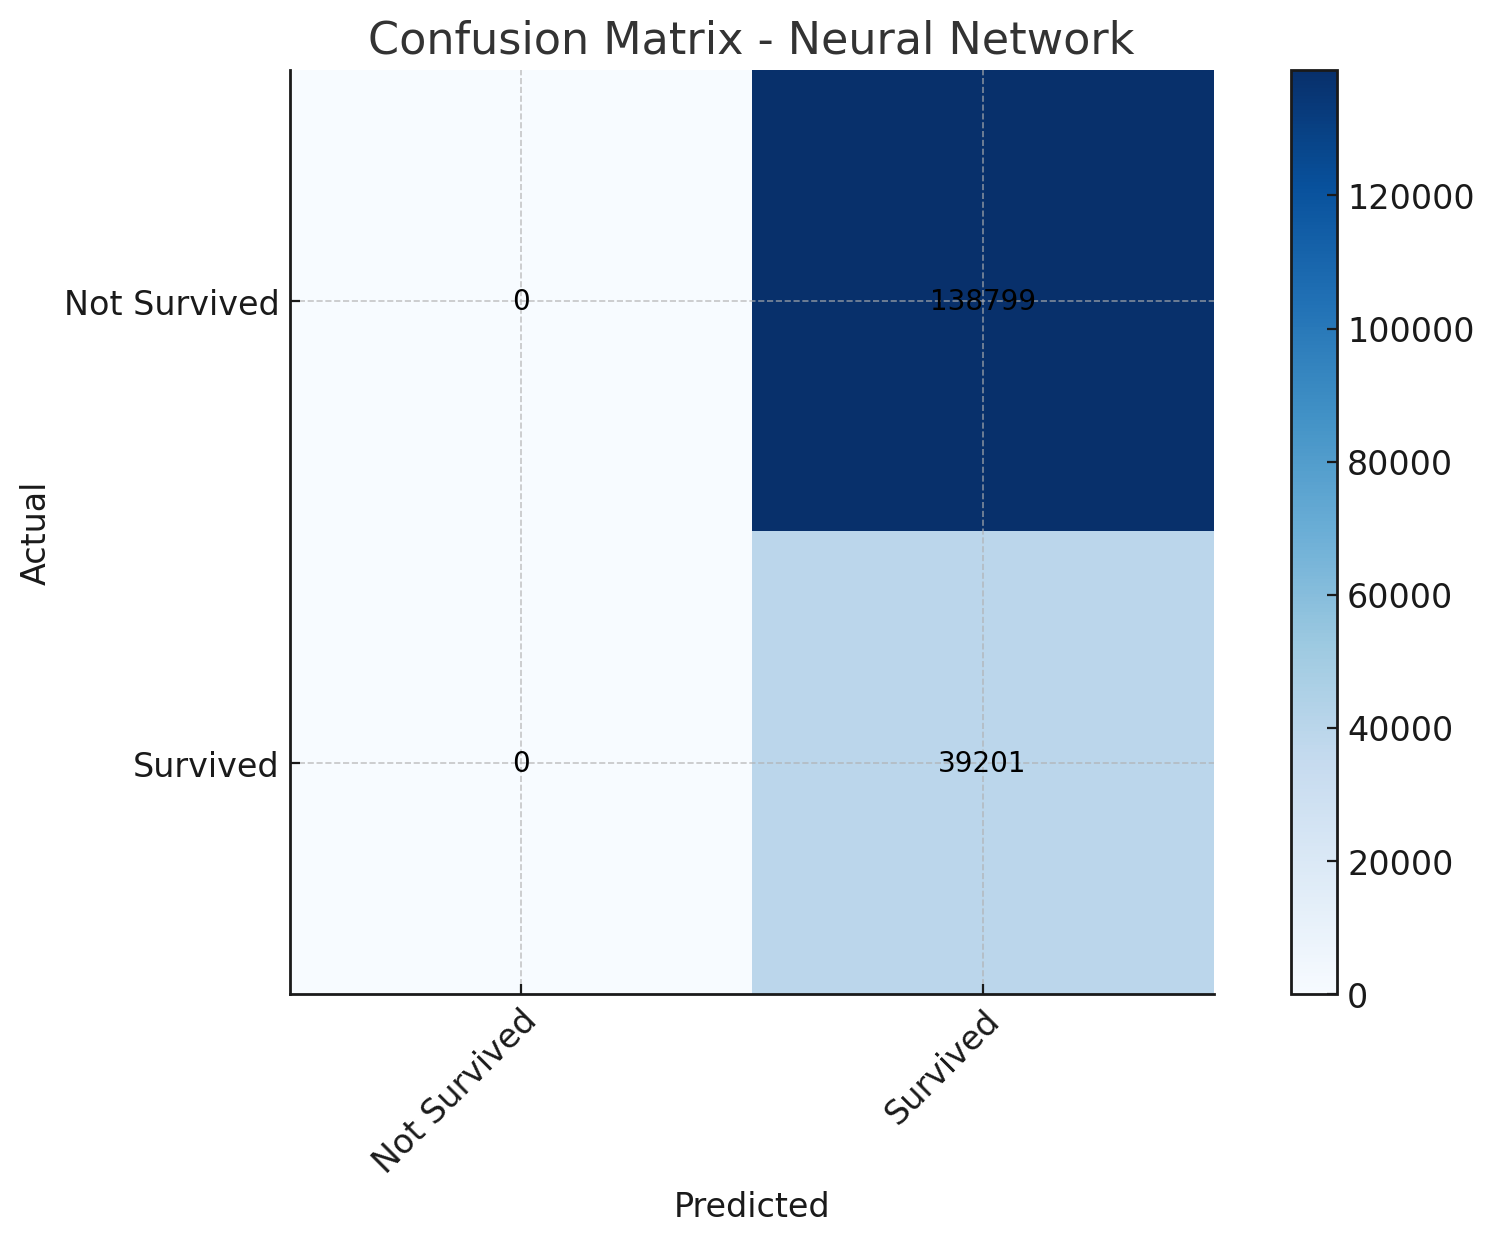 Confusion Matrix - Neural Network
Actual
Not Survived
Survived
0
138799
0
39201
Not Survived
Survived
Predicted
120000
100000
80000
60000
40000
20000
0